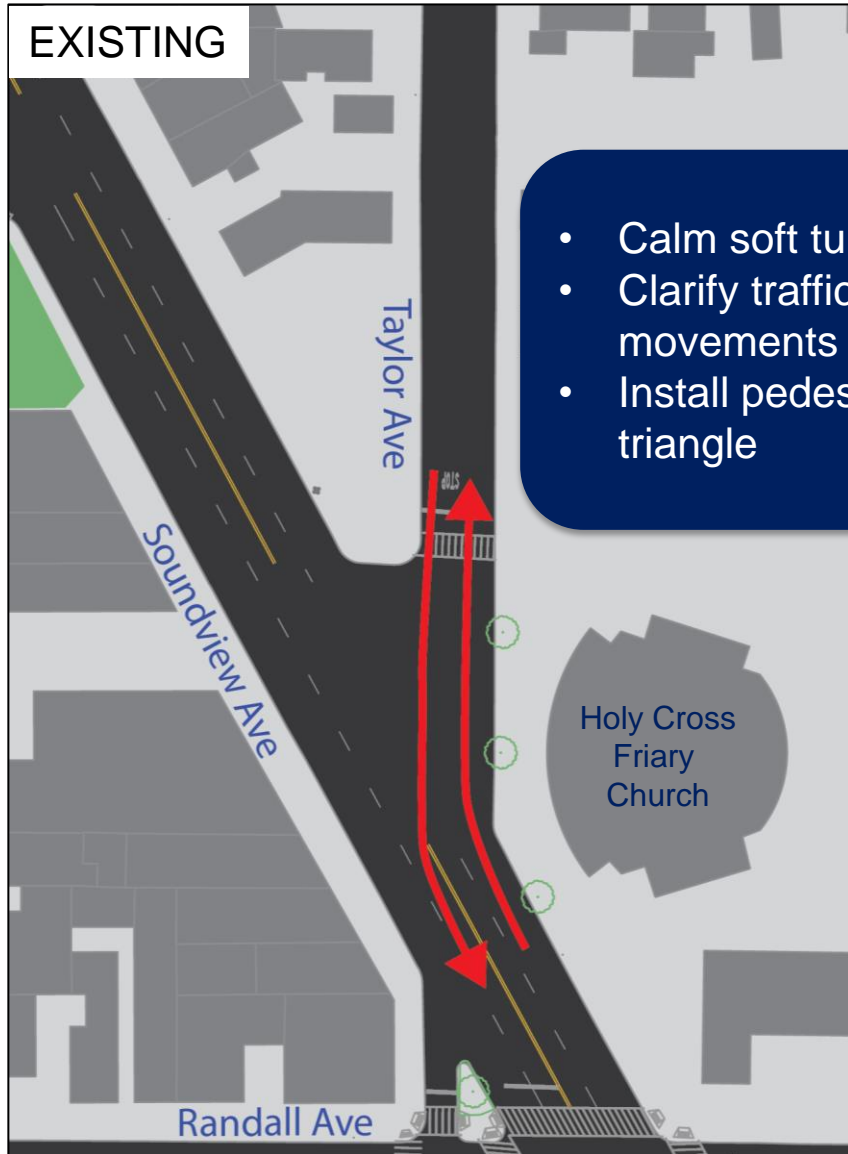 EXISTING
• Calm soft tu
• Clarify traffic
movements
• Install pedes
triangle
Taylor Ave
STOP
Soundview Ave
Holy Cross
Friary
Church
Randall Ave